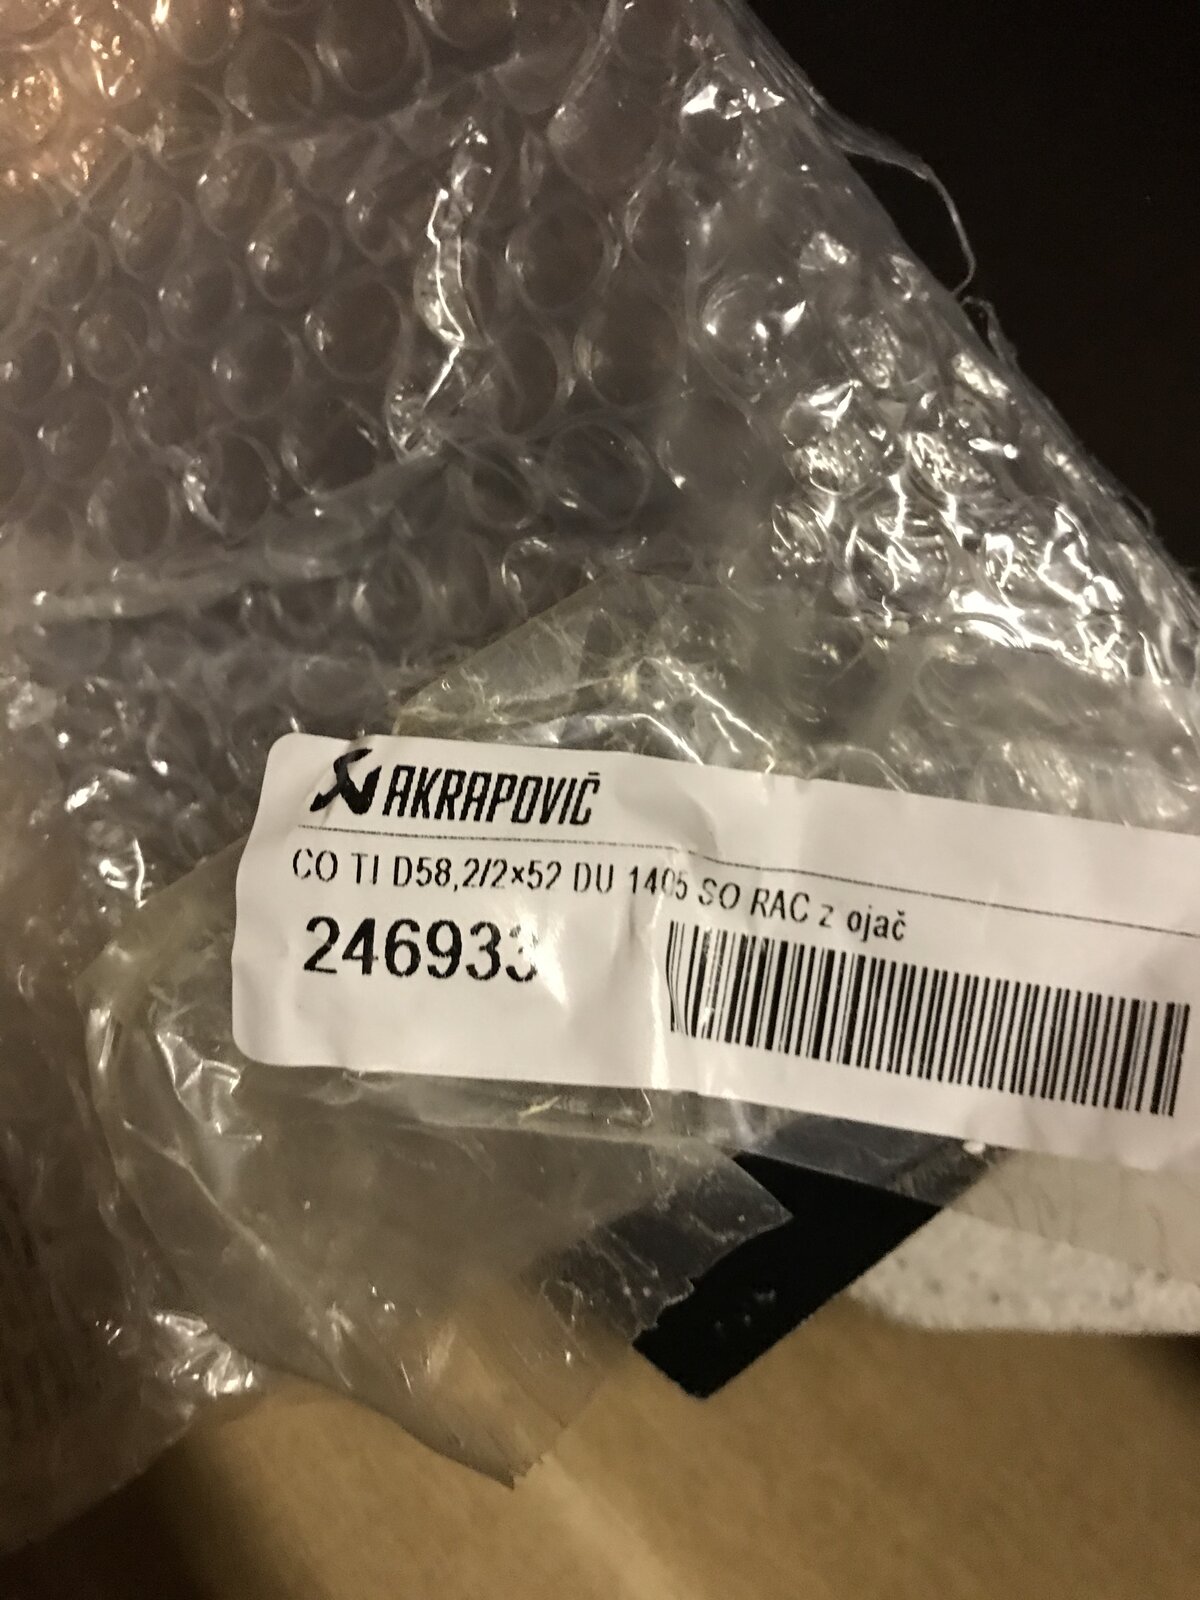 AKRAPOVIČ
CO TI D58,2/2×52 DU 1405 SO RAC z ojač
246933